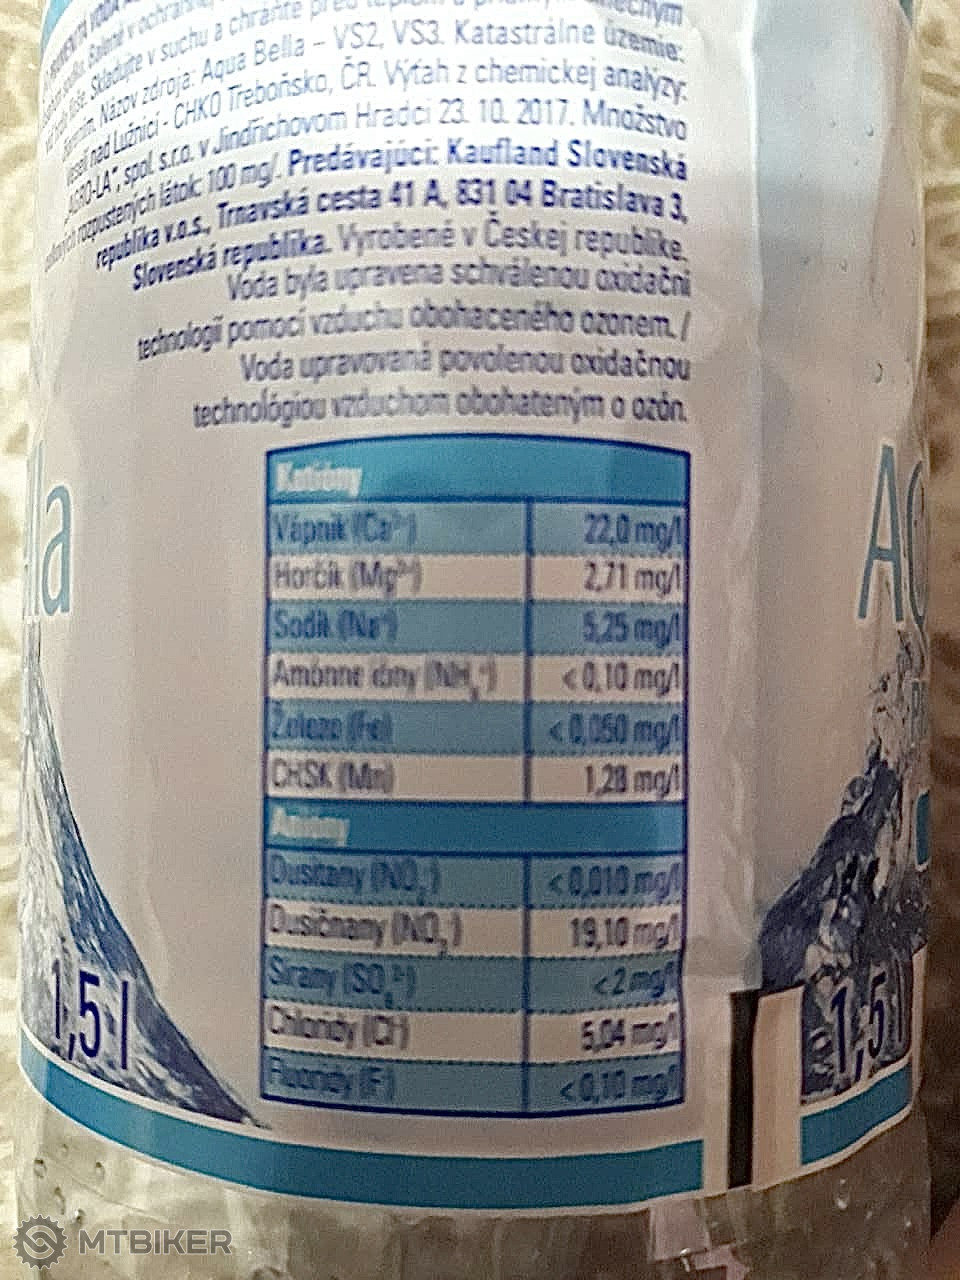 Skladujte v suchu a chráňte pred
Názov zdroja: Aqua Bella – VS2, VS3. Katastrálne územie:
Veselí nad Lužnicí - CHKO Třeboňsko, ČR. Výťah z chemickej analýzy:
„AGRO-LA“, spol. s.r.o. v Jindřichovom Hradci 23. 10. 2017. Množstvo
rozpustených látok: 100 mg/l. Predávajúci: Kaufland Slovenská
republika v.o.s., Trnavská cesta 41 A, 831 04 Bratislava 3,
Slovenská republika. Vyrobené v Českej republike.
Voda byla upravena schválenou oxidační
technologií pomocí vzduchu obohaceného ozonem. /
Voda upravovaná povolenou oxidačnou
technológiou vzduchom obohateným o ozón.
Katióny
Vápnik (Ca²⁺) 22,0 mg/l
Horčík (Mg²⁺) 2,71 mg/l
Sodík (Na⁺) 5,25 mg/l
Amónne ióny (NH₄⁺) < 0,10 mg/l
Železo (Fe) < 0,050 mg/l
CHSK (Mn) 1,28 mg/l
Anióny
Dusitany (NO₂⁻) < 0,010 mg/l
Dusičnany (NO₃⁻) 19,10 mg/l
Sírany (SO₄²⁻) < 2 mg/l
Chloridy (Cl⁻) 5,04 mg/l
Fluoridy (F⁻) < 0,10 mg/l
lla
1,5 l
1,5 l
MTBIKER